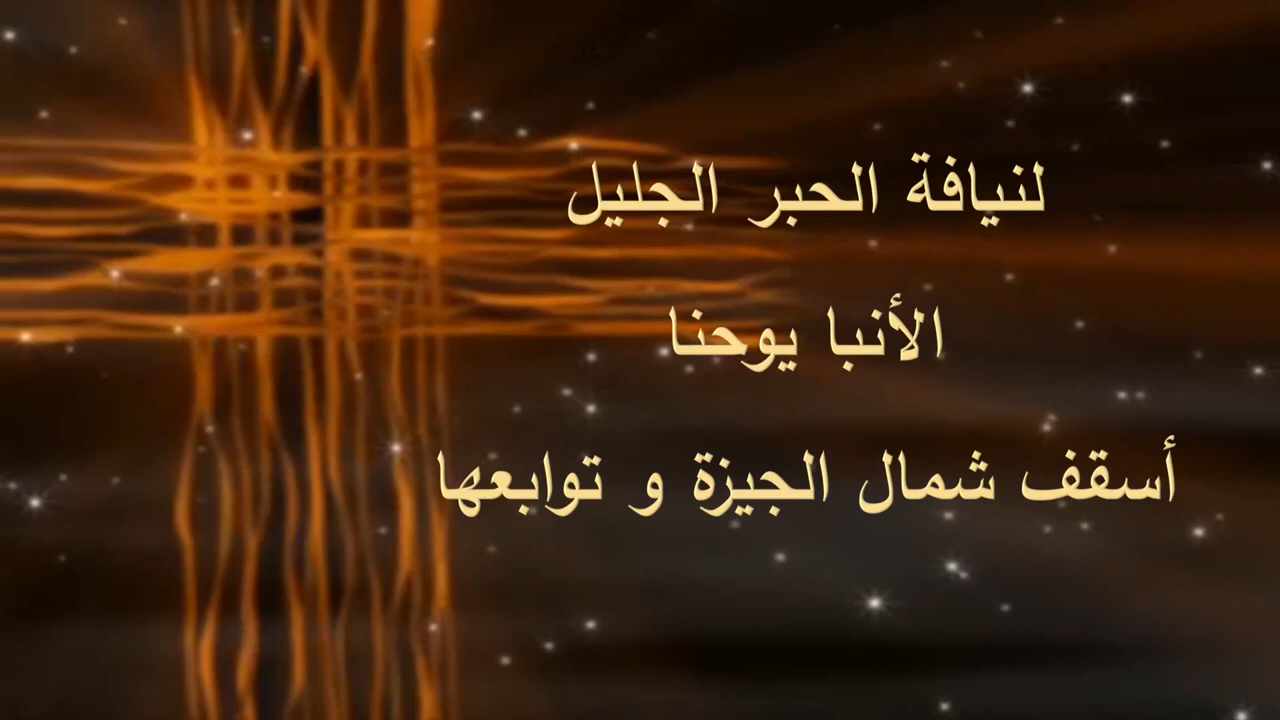 لنيافة الحبر الجليل
الأنبا يوحنا
أسقف شمال الجيزة و توابعها